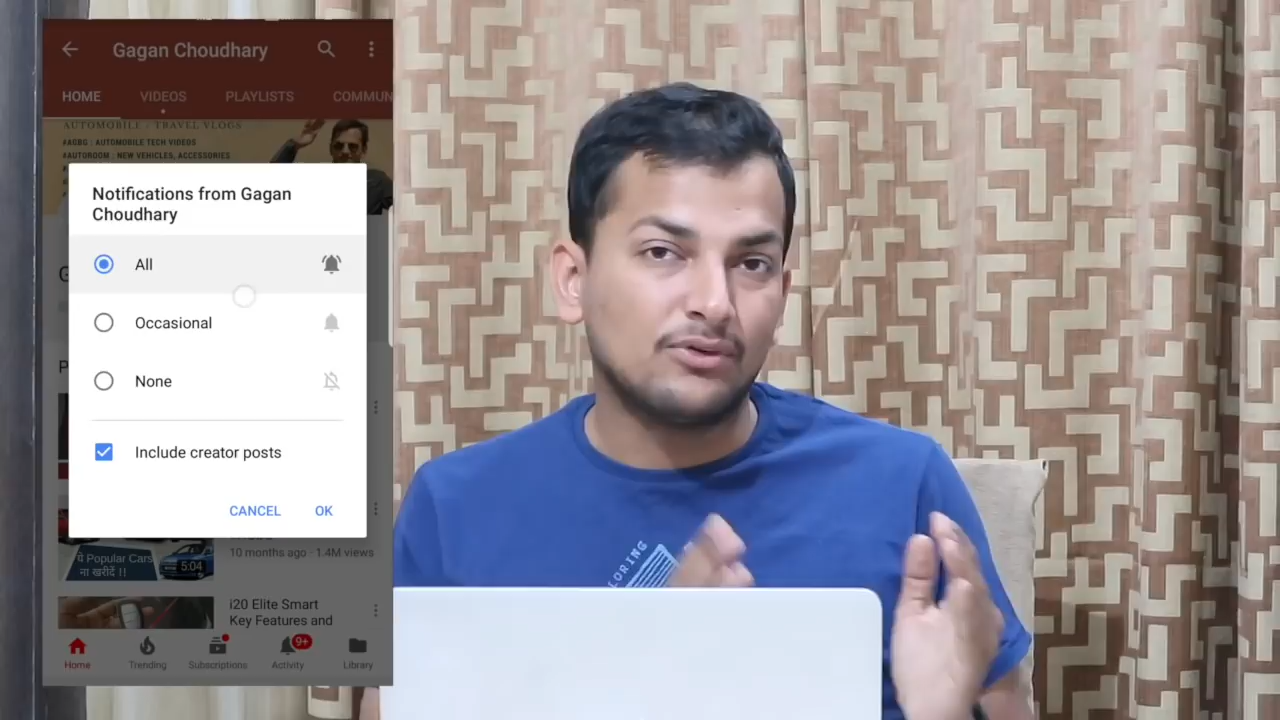 Gagan Choudhary
HOME VIDEOS PLAYLISTS COMMUN
AUTOMOBILE / TRAVEL VLOGS
#AGBG : AUTOMOBILE TECH VIDEOS
#AUTOROOM : NEW VEHICLES, ACCESSORIES
Notifications from Gagan
Choudhary
All
Occasional
None
Include creator posts
CANCEL OK
10 months ago · 1.4M views
ये Popular Cars
ना खरीदें !!
5:04
i20 Elite Smart
Key Features and
9+
Home Trending Subscriptions Activity Library
LORING